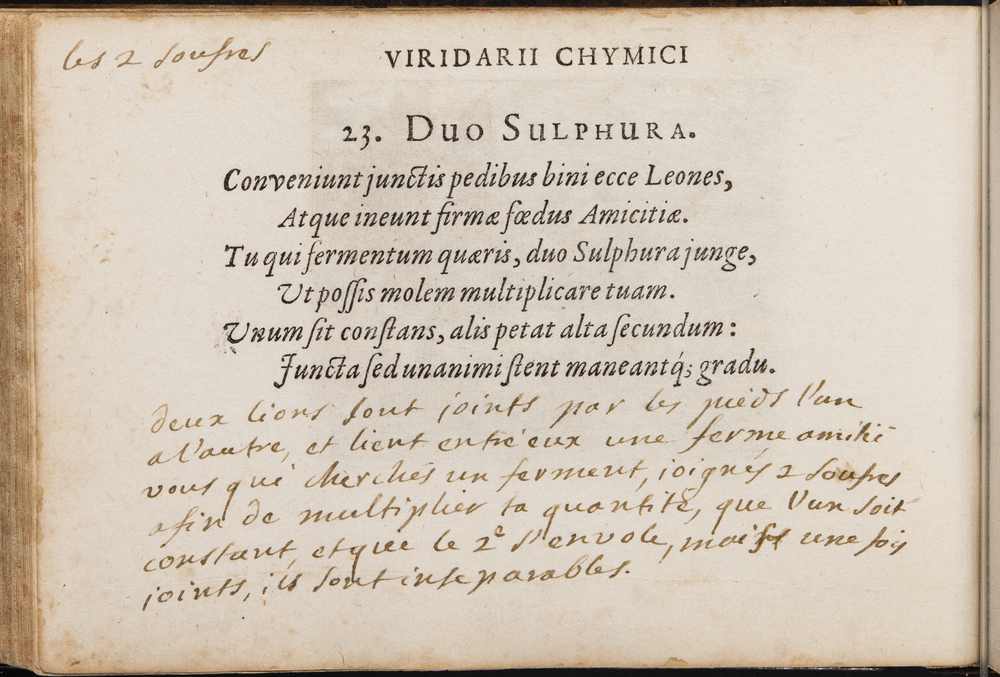 les 2 soufres
VIRIDARII CHYMICI
23. DUO SULPHURA.
Conveniunt junctis pedibus bini ecce Leones,
Atque ineunt firmæ fœdus Amicitiæ.
Tu qui fermentum quæris, duo Sulphura junge,
Ut possis molem multiplicare tuam.
Unum sit constans, alis petat alta secundum:
Juncta sed unanimi stent maneantq́; gradu.
deux lions sont joints par les pieds l'un
a l'autre, et lient entre eux une ferme amitié
vous qui cherchés un ferment, joignés 2 soufres
afin de multiplier ta quantité, que l'un soit
constant, et que le 2e s'envole, mais une fois
joints, ils sont inseparables.